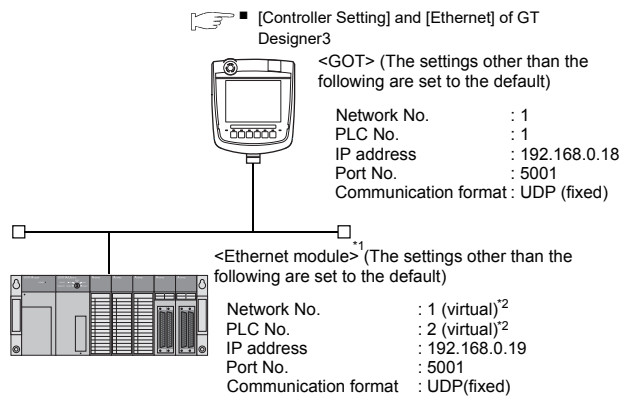 ■ [Controller Setting] and [Ethernet] of GT
Designer3
<GOT> (The settings other than the
following are set to the default)
Network No. : 1
PLC No. : 1
IP address : 192.168.0.18
Port No. : 5001
Communication format : UDP (fixed)
<Ethernet module>*1 (The settings other than the
following are set to the default)
Network No. : 1 (virtual)*2
PLC No. : 2 (virtual)*2
IP address : 192.168.0.19
Port No. : 5001
Communication format : UDP(fixed)